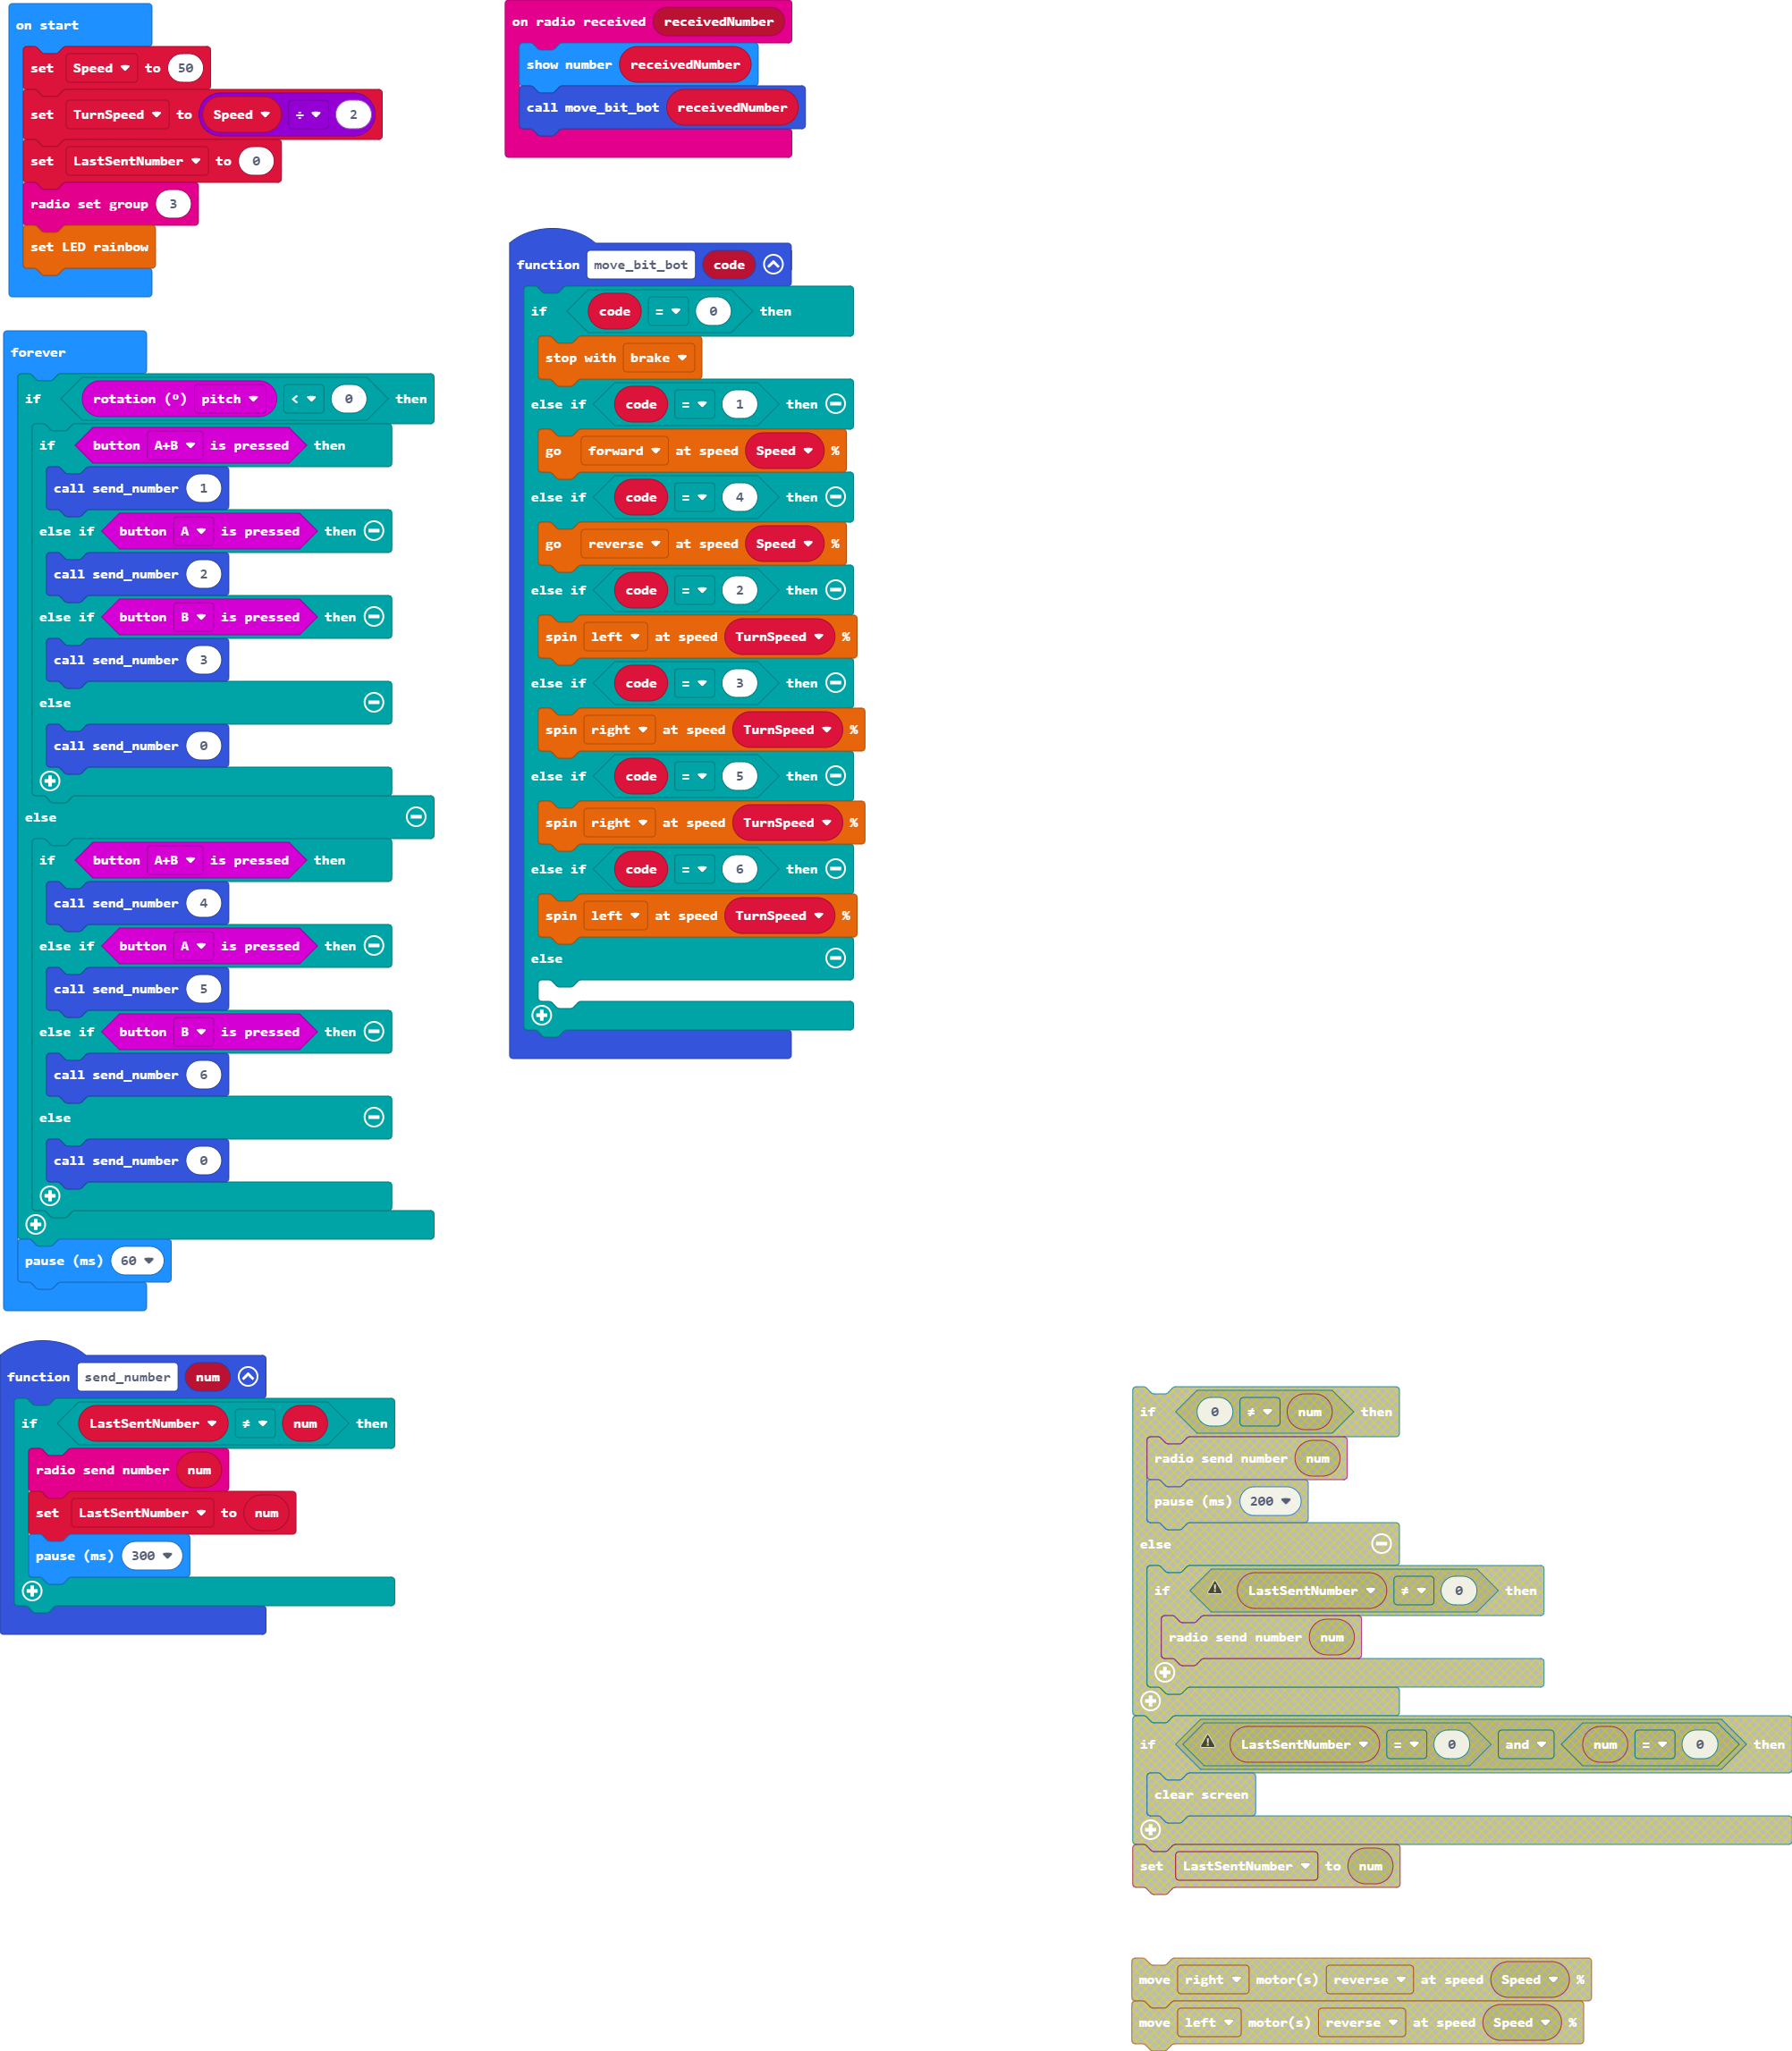 on start
set Speed to 50
set TurnSpeed to Speed ÷ 2
set LastSentNumber to 0
radio set group 3
set LED rainbow
forever
if rotation (º) pitch < 0 then
if button A+B is pressed then
call send_number 1
else if button A is pressed then
call send_number 2
else if button B is pressed then
call send_number 3
else
call send_number 0
else
if button A+B is pressed then
call send_number 4
else if button A is pressed then
call send_number 5
else if button B is pressed then
call send_number 6
else
call send_number 0
pause (ms) 60
function send_number num
if LastSentNumber ≠ num then
radio send number num
set LastSentNumber to num
pause (ms) 300
on radio received receivedNumber
show number receivedNumber
call move_bit_bot receivedNumber
function move_bit_bot code
if code = 0 then
stop with brake
else if code = 1 then
go forward at speed Speed %
else if code = 4 then
go reverse at speed Speed %
else if code = 2 then
spin left at speed TurnSpeed %
else if code = 3 then
spin right at speed TurnSpeed %
else if code = 5 then
spin right at speed TurnSpeed %
else if code = 6 then
spin left at speed TurnSpeed %
else
if 0 ≠ num then
radio send number num
pause (ms) 200
else
if LastSentNumber ≠ 0 then
radio send number num
if LastSentNumber = 0 and num = 0 then
clear screen
set LastSentNumber to num
move right motor(s) reverse at speed Speed %
move left motor(s) reverse at speed Speed %